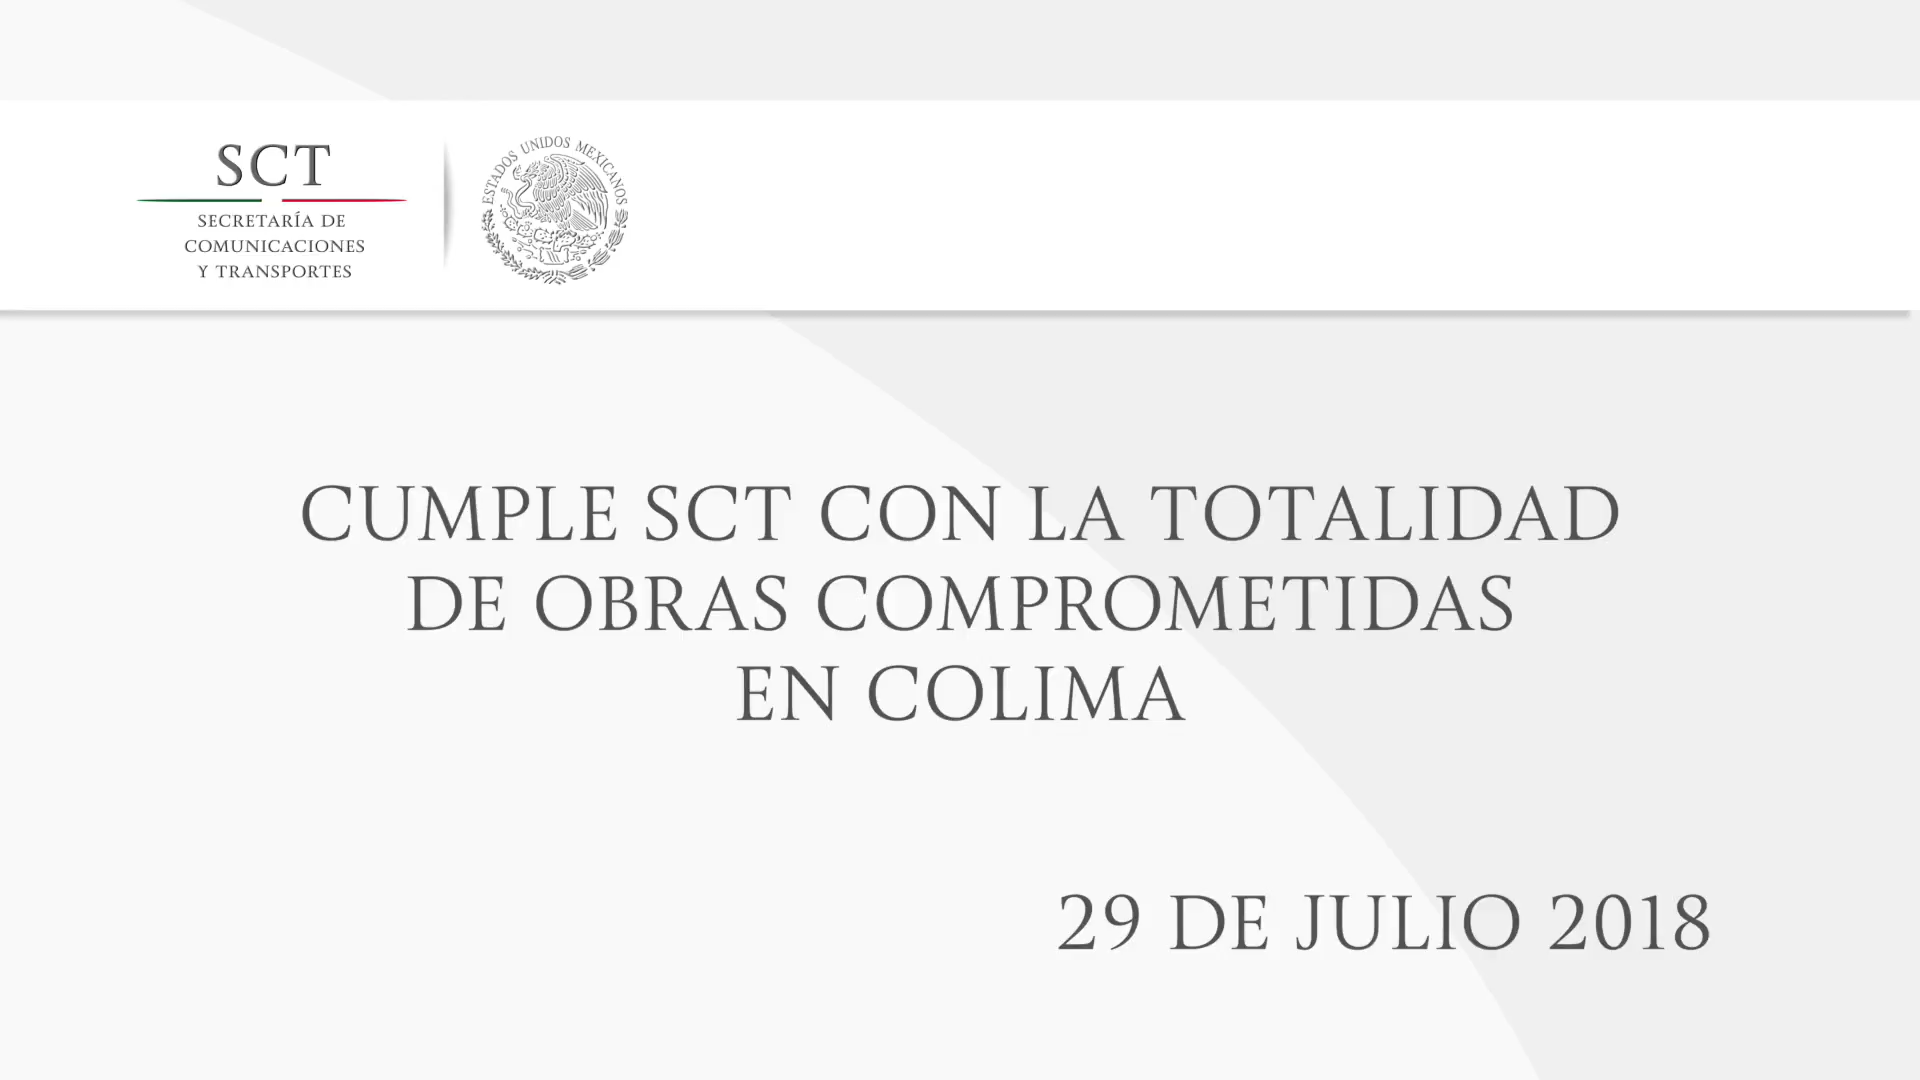 SCT
SECRETARÍA DE
COMUNICACIONES
Y TRANSPORTES
ESTADOS UNIDOS MEXICANOS
CUMPLE SCT CON LA TOTALIDAD
DE OBRAS COMPROMETIDAS
EN COLIMA
29 DE JULIO 2018